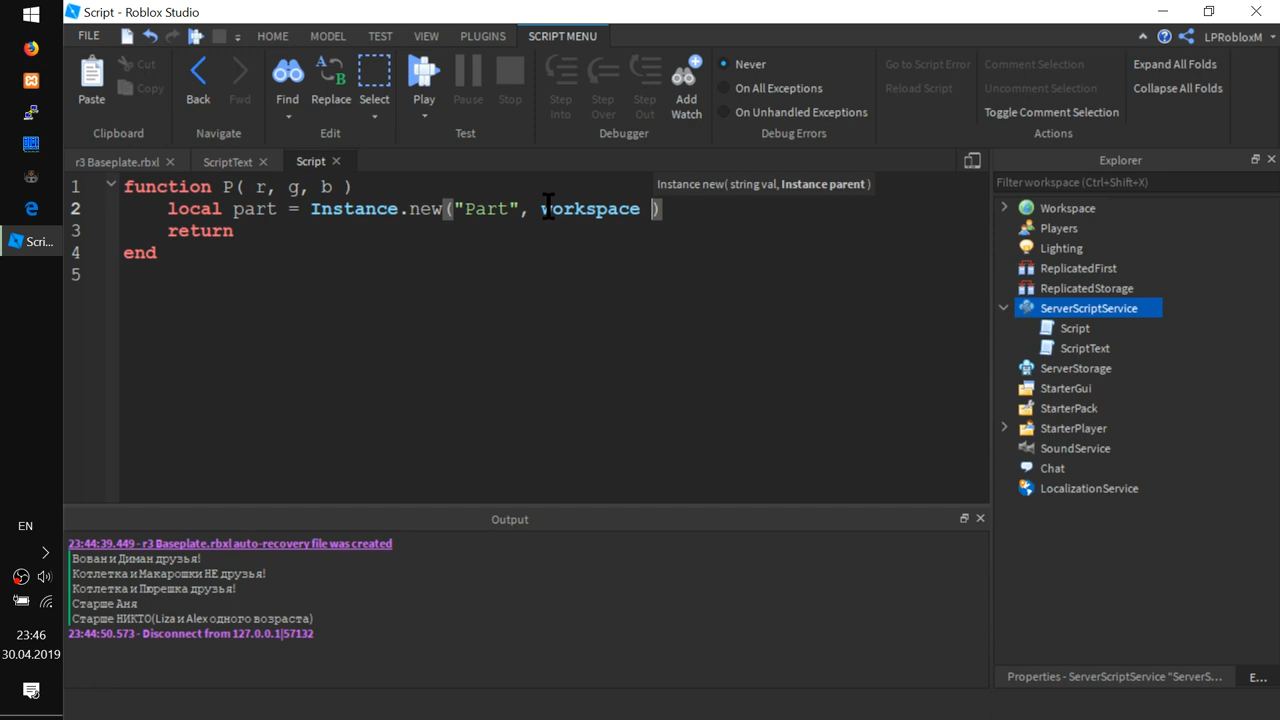 Script - Roblox Studio
FILE HOME MODEL TEST VIEW PLUGINS SCRIPT MENU LPRobloxM
Paste
Cut
Copy
Clipboard
Back Fwd
Navigate
Find Replace Select
Edit
Play Pause Stop
Test
Step Into
Step Over
Step Out
Add Watch
Debugger
Never
On All Exceptions
On Unhandled Exceptions
Debug Errors
Go to Script Error
Reload Script
Comment Selection
Uncomment Selection
Toggle Comment Selection
Actions
Expand All Folds
Collapse All Folds
r3 Baseplate.rbxl ScriptText Script
Instance new( string val, Instance parent )
1 function P( r, g, b )
2 local part = Instance.new("Part", workspace )
3 return
4 end
5
Explorer
Filter workspace (Ctrl+Shift+X)
Workspace
Players
Lighting
ReplicatedFirst
ReplicatedStorage
ServerScriptService
Script
ScriptText
ServerStorage
StarterGui
StarterPack
StarterPlayer
SoundService
Chat
LocalizationService
Properties - ServerScriptService "ServerS...
E...
Output
23:44:39.449 - r3 Baseplate.rbxl auto-recovery file was created
Вован и Диман друзья!
Котлетка и Макарошки НЕ друзья!
Котлетка и Пюрешка друзья!
Старше Аня
Старше НИКТО(Liza и Alex одного возраста)
23:44:50.573 - Disconnect from 127.0.0.1|57132
Scri...
EN
23:46
30.04.2019